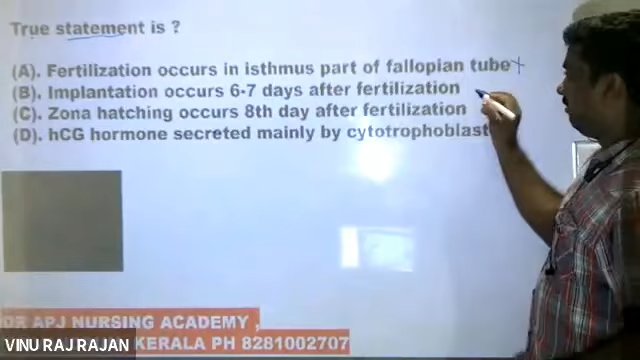 True statement is ?
(A). Fertilization occurs in isthmus part of fallopian tube x
(B). Implantation occurs 6-7 days after fertilization
(C). Zona hatching occurs 8th day after fertilization
(D). hCG hormone secreted mainly by cytotrophoblast
DR APJ NURSING ACADEMY ,
KERALA PH 8281002707
VINU RAJ RAJAN